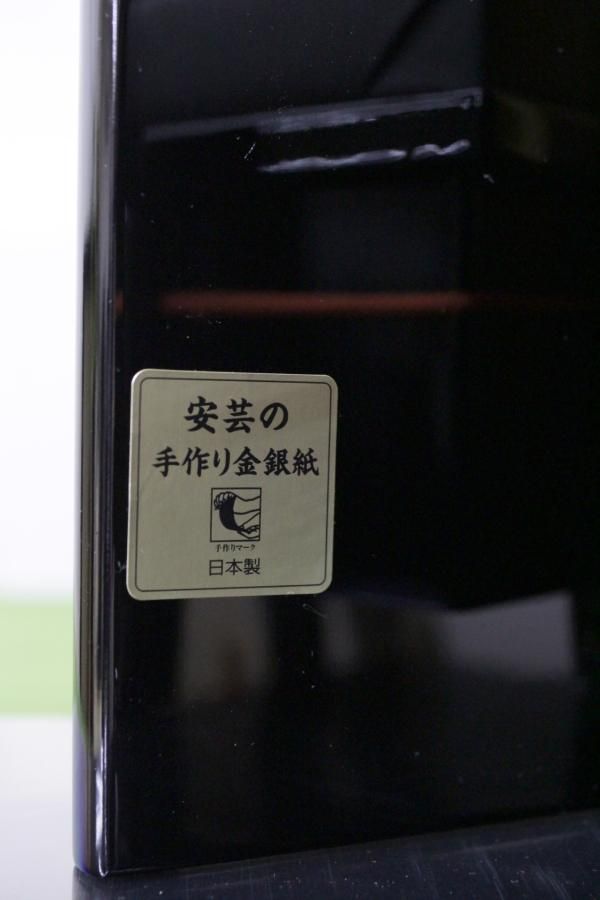 安芸の
手作り金銀紙
手作りマーク
日本製